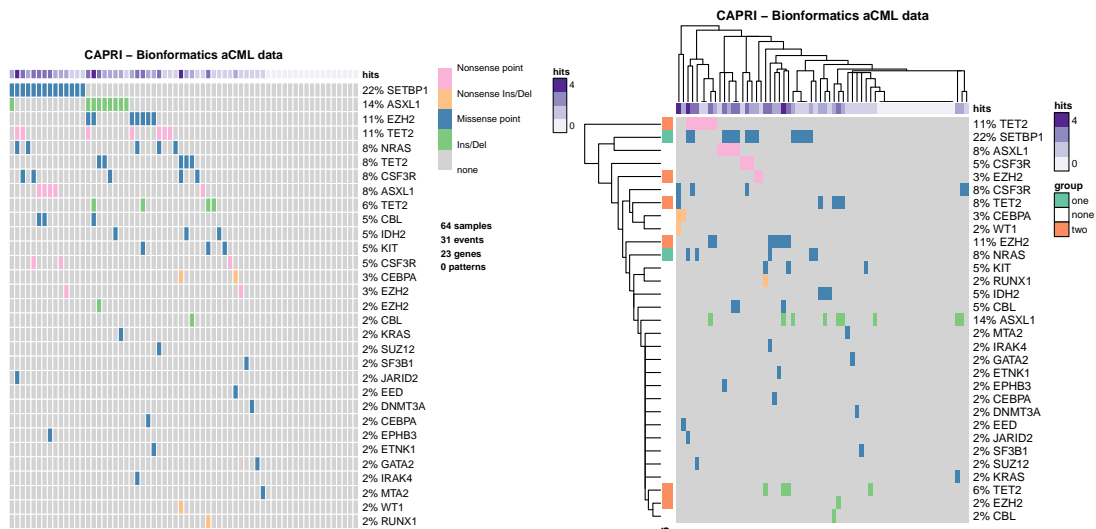 CAPRI – Bionformatics aCML data
hits
22% SETBP1
14% ASXL1
11% EZH2
11% TET2
8% NRAS
8% TET2
8% CSF3R
8% ASXL1
6% TET2
5% CBL
5% IDH2
5% KIT
5% CSF3R
3% CEBPA
3% EZH2
2% EZH2
2% CBL
2% KRAS
2% SUZ12
2% SF3B1
2% JARID2
2% EED
2% DNMT3A
2% CEBPA
2% EPHB3
2% ETNK1
2% GATA2
2% IRAK4
2% MTA2
2% WT1
2% RUNX1
Nonsense point
Nonsense Ins/Del
Missense point
Ins/Del
none
hits
4
0
64 samples
31 events
23 genes
0 patterns
CAPRI – Bionformatics aCML data
hits
11% TET2
22% SETBP1
8% ASXL1
5% CSF3R
3% EZH2
8% CSF3R
8% TET2
3% CEBPA
2% WT1
11% EZH2
8% NRAS
5% KIT
2% RUNX1
5% IDH2
5% CBL
14% ASXL1
2% MTA2
2% IRAK4
2% GATA2
2% ETNK1
2% EPHB3
2% CEBPA
2% DNMT3A
2% EED
2% JARID2
2% SF3B1
2% SUZ12
2% KRAS
6% TET2
2% EZH2
2% CBL
hits
4
0
group
one
none
two